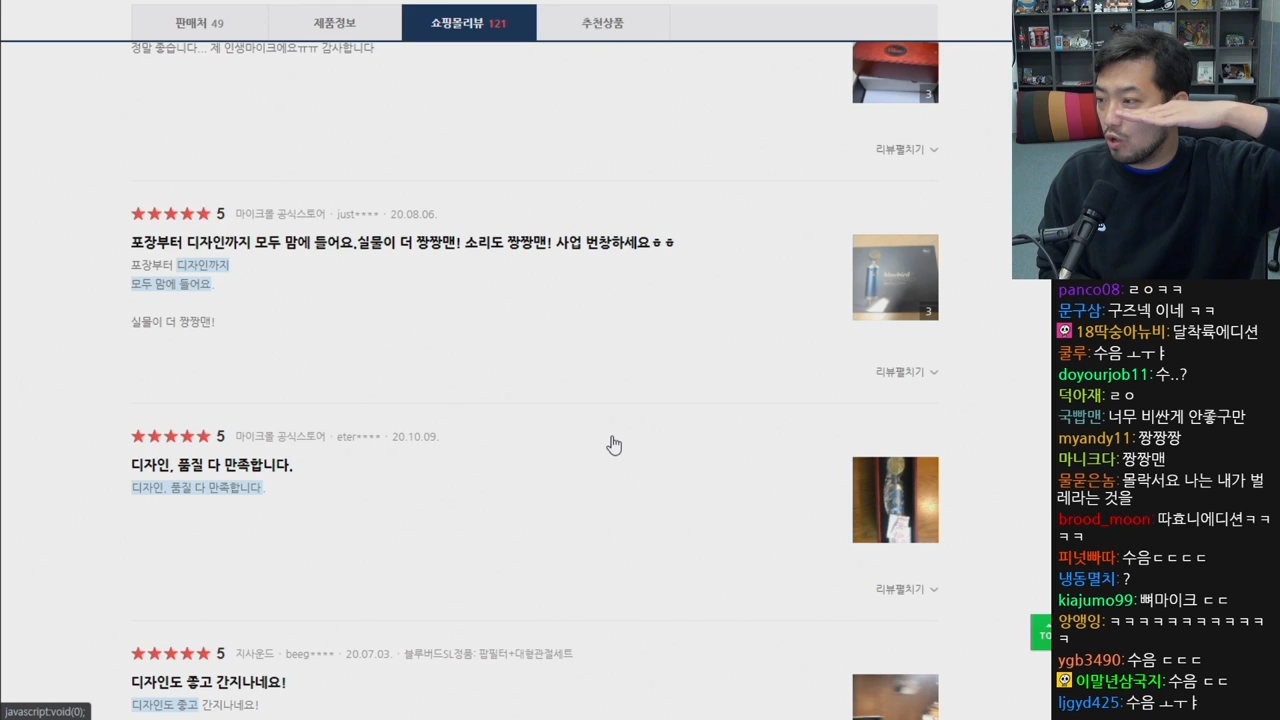 판매처 49
제품정보
쇼핑몰리뷰 121
추천상품
정말 좋습니다... 제 인생마이크에요ㅠㅠ 감사합니다
3
리뷰펼치기
5 마이크롤 공식스토어 · just**** · 20.08.06.
포장부터 디자인까지 모두 맘에 들어요.실물이 더 짱짱맨! 소리도 짱짱맨! 사업 번창하세요ㅎㅎ
포장부터 디자인까지
모두 맘에 들어요.
실물이 더 짱짱맨!
bluebird
3
리뷰펼치기
5 마이크롤 공식스토어 · eter**** · 20.10.09.
디자인, 품질 다 만족합니다.
디자인, 품질 다 만족합니다.
리뷰펼치기
5 지사운드 · beeg**** · 20.07.03. · 블루버드SL정품: 팝필터+대형관절세트
디자인도 좋고 간지나네요!
디자인도 좋고 간지나네요!
javascript:void(0);
TO
panco08: ㄹㅇㅋㅋ
문구삼: 구즈넥 이네 ㅋㅋ
18딱숭아뉴비: 달착륙에디션
쿨루: 수음 ㅗㅜㅑ
doyourjob11: 수..?
덕아재: ㄹㅇ
국빱맨: 너무 비싼게 안좋구만
myandy11: 짱짱짱
마니크다: 짱짱맨
물묻은놈: 몰락서요 나는 내가 벌
레라는 것을
brood_moon: 따효니에디션ㅋㅋ
ㅋㅋ
피넛빠따: 수음ㄷㄷㄷㄷ
냉동멸치: ?
kiajumo99: 뼈마이크 ㄷㄷ
앙앵잉: ㅋㅋㅋㅋㅋㅋㅋㅋㅋㅋㅋ
ㅋ
ygb3490: 수음 ㄷㄷㄷ
이말년삼국지: 수음 ㄷㄷ
ljgyd425: 수음 ㅗㅜㅑ